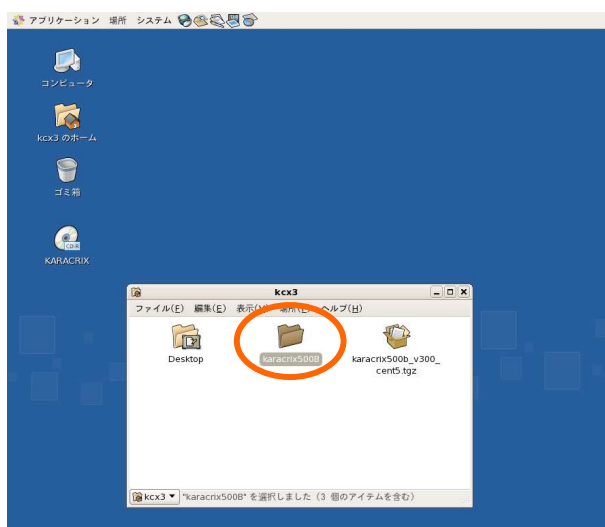 アプリケーション 場所 システム
コンピュータ
kcx3 のホーム
ゴミ箱
CD-R
KARACRIX
kcx3
ファイル(F) 編集(E) 表示(V) 場所(P) ヘルプ(H)
Desktop
karacrix500B
karacrix500b_v300_
cent5.tgz
kcx3 "karacrix500B" を選択しました（3 個のアイテムを含む）